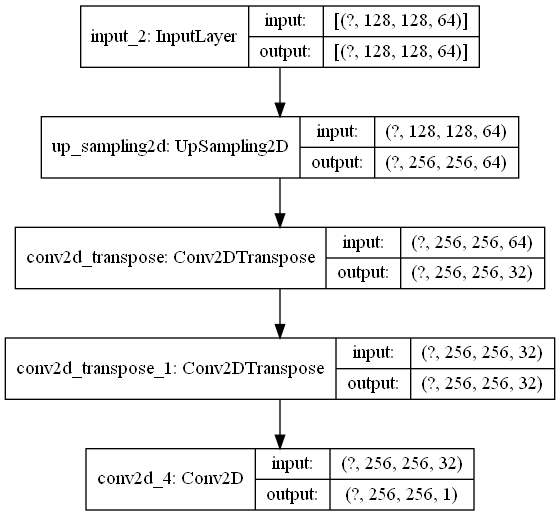 input_2: InputLayer
input: [(?, 128, 128, 64)]
output: [(?, 128, 128, 64)]
up_sampling2d: UpSampling2D
input: (?, 128, 128, 64)
output: (?, 256, 256, 64)
conv2d_transpose: Conv2DTranspose
input: (?, 256, 256, 64)
output: (?, 256, 256, 32)
conv2d_transpose_1: Conv2DTranspose
input: (?, 256, 256, 32)
output: (?, 256, 256, 32)
conv2d_4: Conv2D
input: (?, 256, 256, 32)
output: (?, 256, 256, 1)